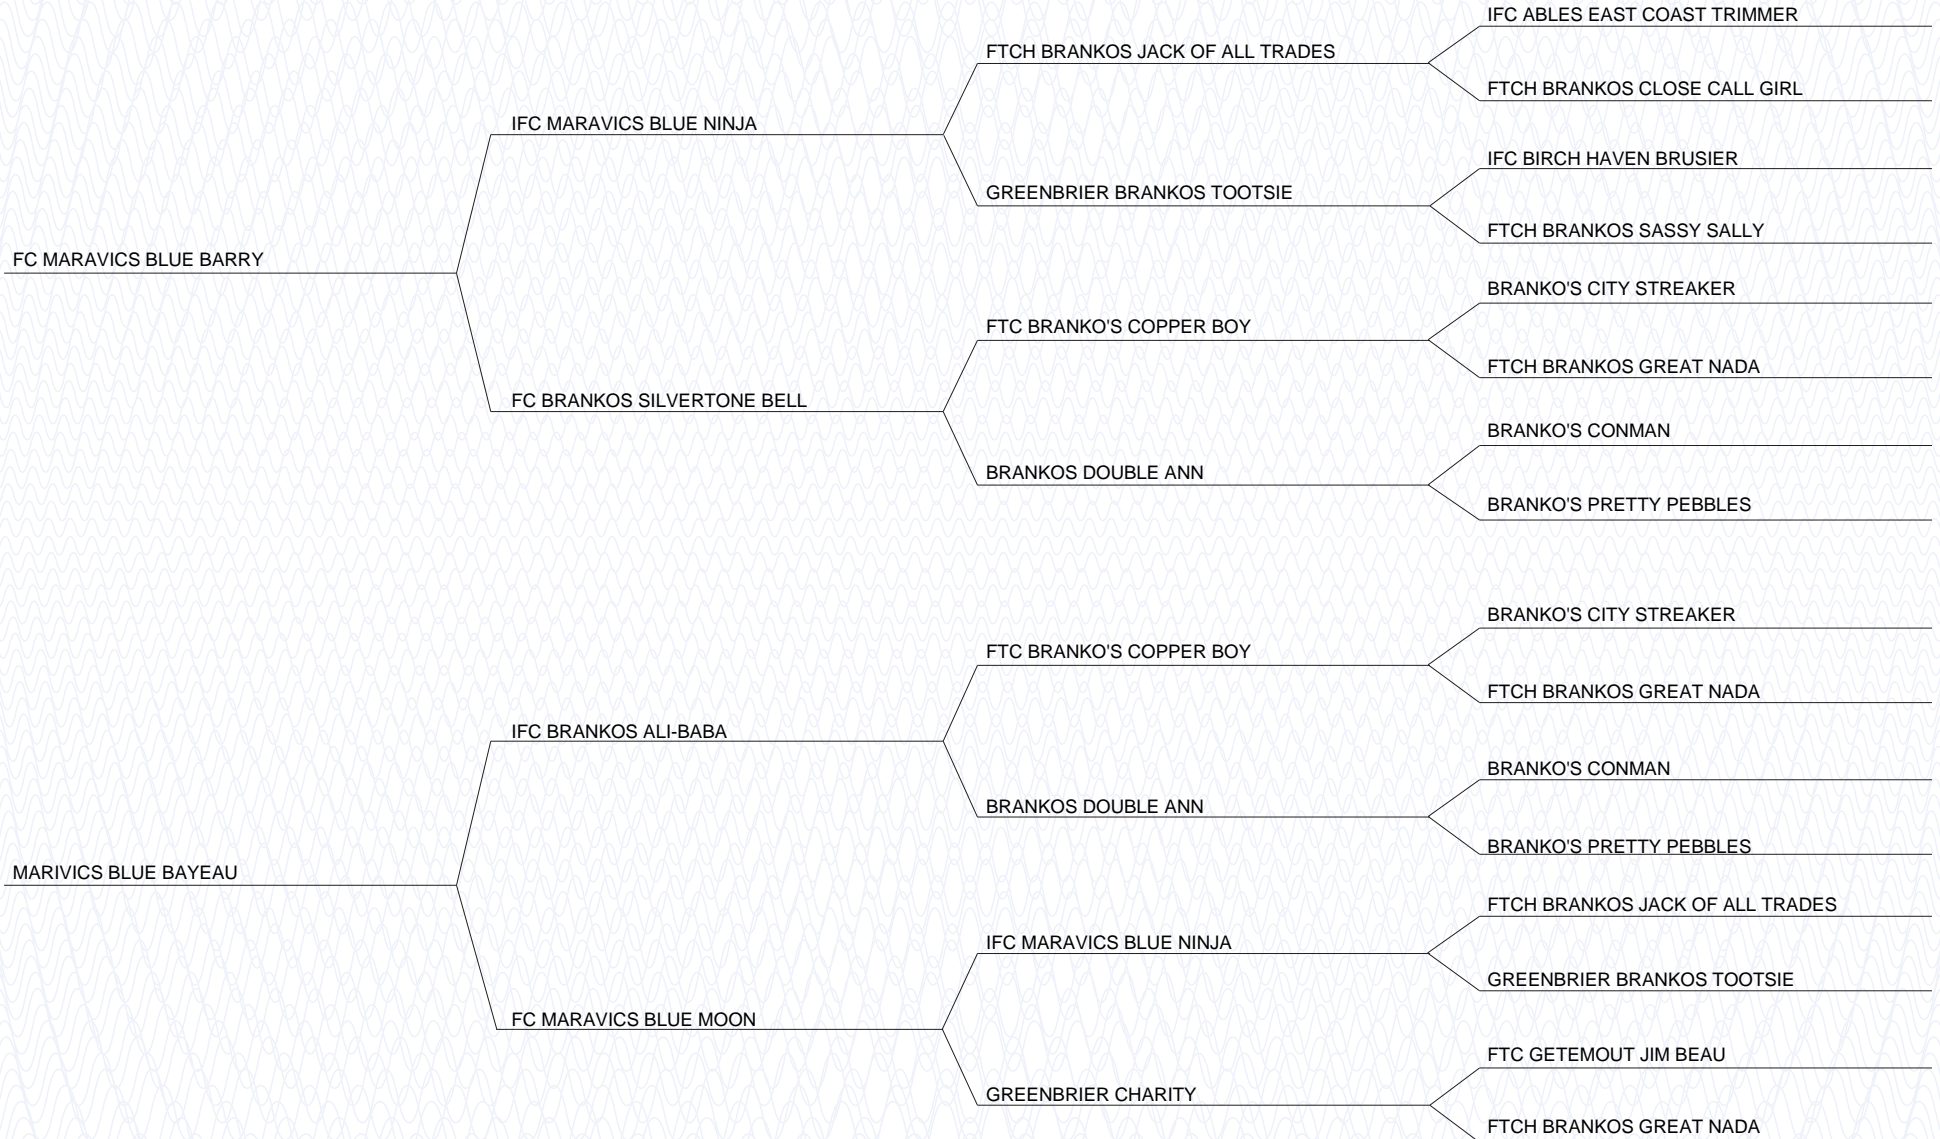 IFC ABLES EAST COAST TRIMMER
FTCH BRANKOS JACK OF ALL TRADES
FTCH BRANKOS CLOSE CALL GIRL
IFC MARAVICS BLUE NINJA
IFC BIRCH HAVEN BRUSIER
GREENBRIER BRANKOS TOOTSIE
FTCH BRANKOS SASSY SALLY
FC MARAVICS BLUE BARRY
BRANKO'S CITY STREAKER
FTC BRANKO'S COPPER BOY
FTCH BRANKOS GREAT NADA
FC BRANKOS SILVERTONE BELL
BRANKO'S CONMAN
BRANKOS DOUBLE ANN
BRANKO'S PRETTY PEBBLES
BRANKO'S CITY STREAKER
FTC BRANKO'S COPPER BOY
FTCH BRANKOS GREAT NADA
IFC BRANKOS ALI-BABA
BRANKO'S CONMAN
BRANKOS DOUBLE ANN
BRANKO'S PRETTY PEBBLES
MARIVICS BLUE BAYEAU
FTCH BRANKOS JACK OF ALL TRADES
IFC MARAVICS BLUE NINJA
GREENBRIER BRANKOS TOOTSIE
FC MARAVICS BLUE MOON
FTC GETEMOUT JIM BEAU
GREENBRIER CHARITY
FTCH BRANKOS GREAT NADA